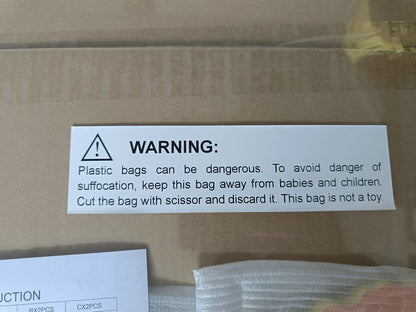 WARNING:
Plastic bags can be dangerous. To avoid danger of
suffocation, keep this bag away from babies and children.
Cut the bag with scissor and discard it. This bag is not a toy.
UCTION
BX2PCS CX2PCS